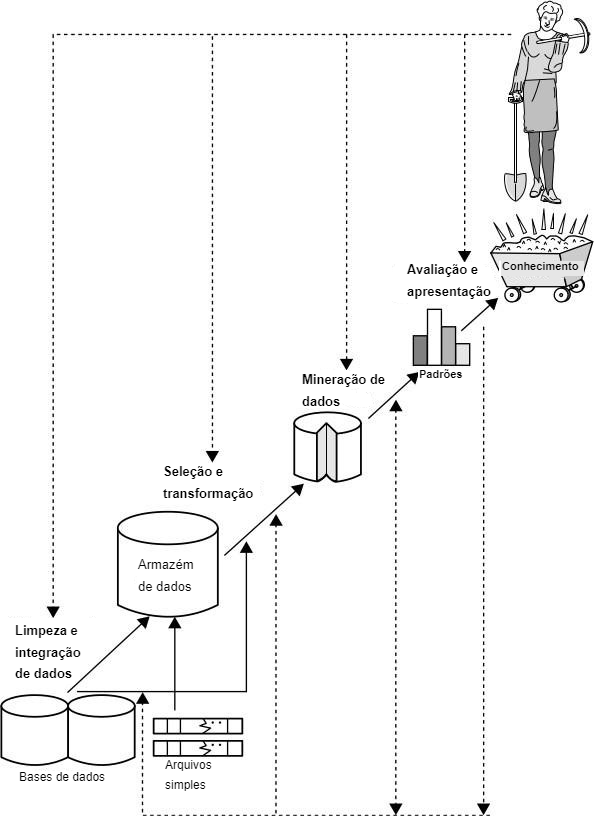 Conhecimento
Avaliação e
apresentação
Padrões
Mineração de
dados
Seleção e
transformação
Armazém
de dados
Limpeza e
integração
de dados
Bases de dados
Arquivos
simples